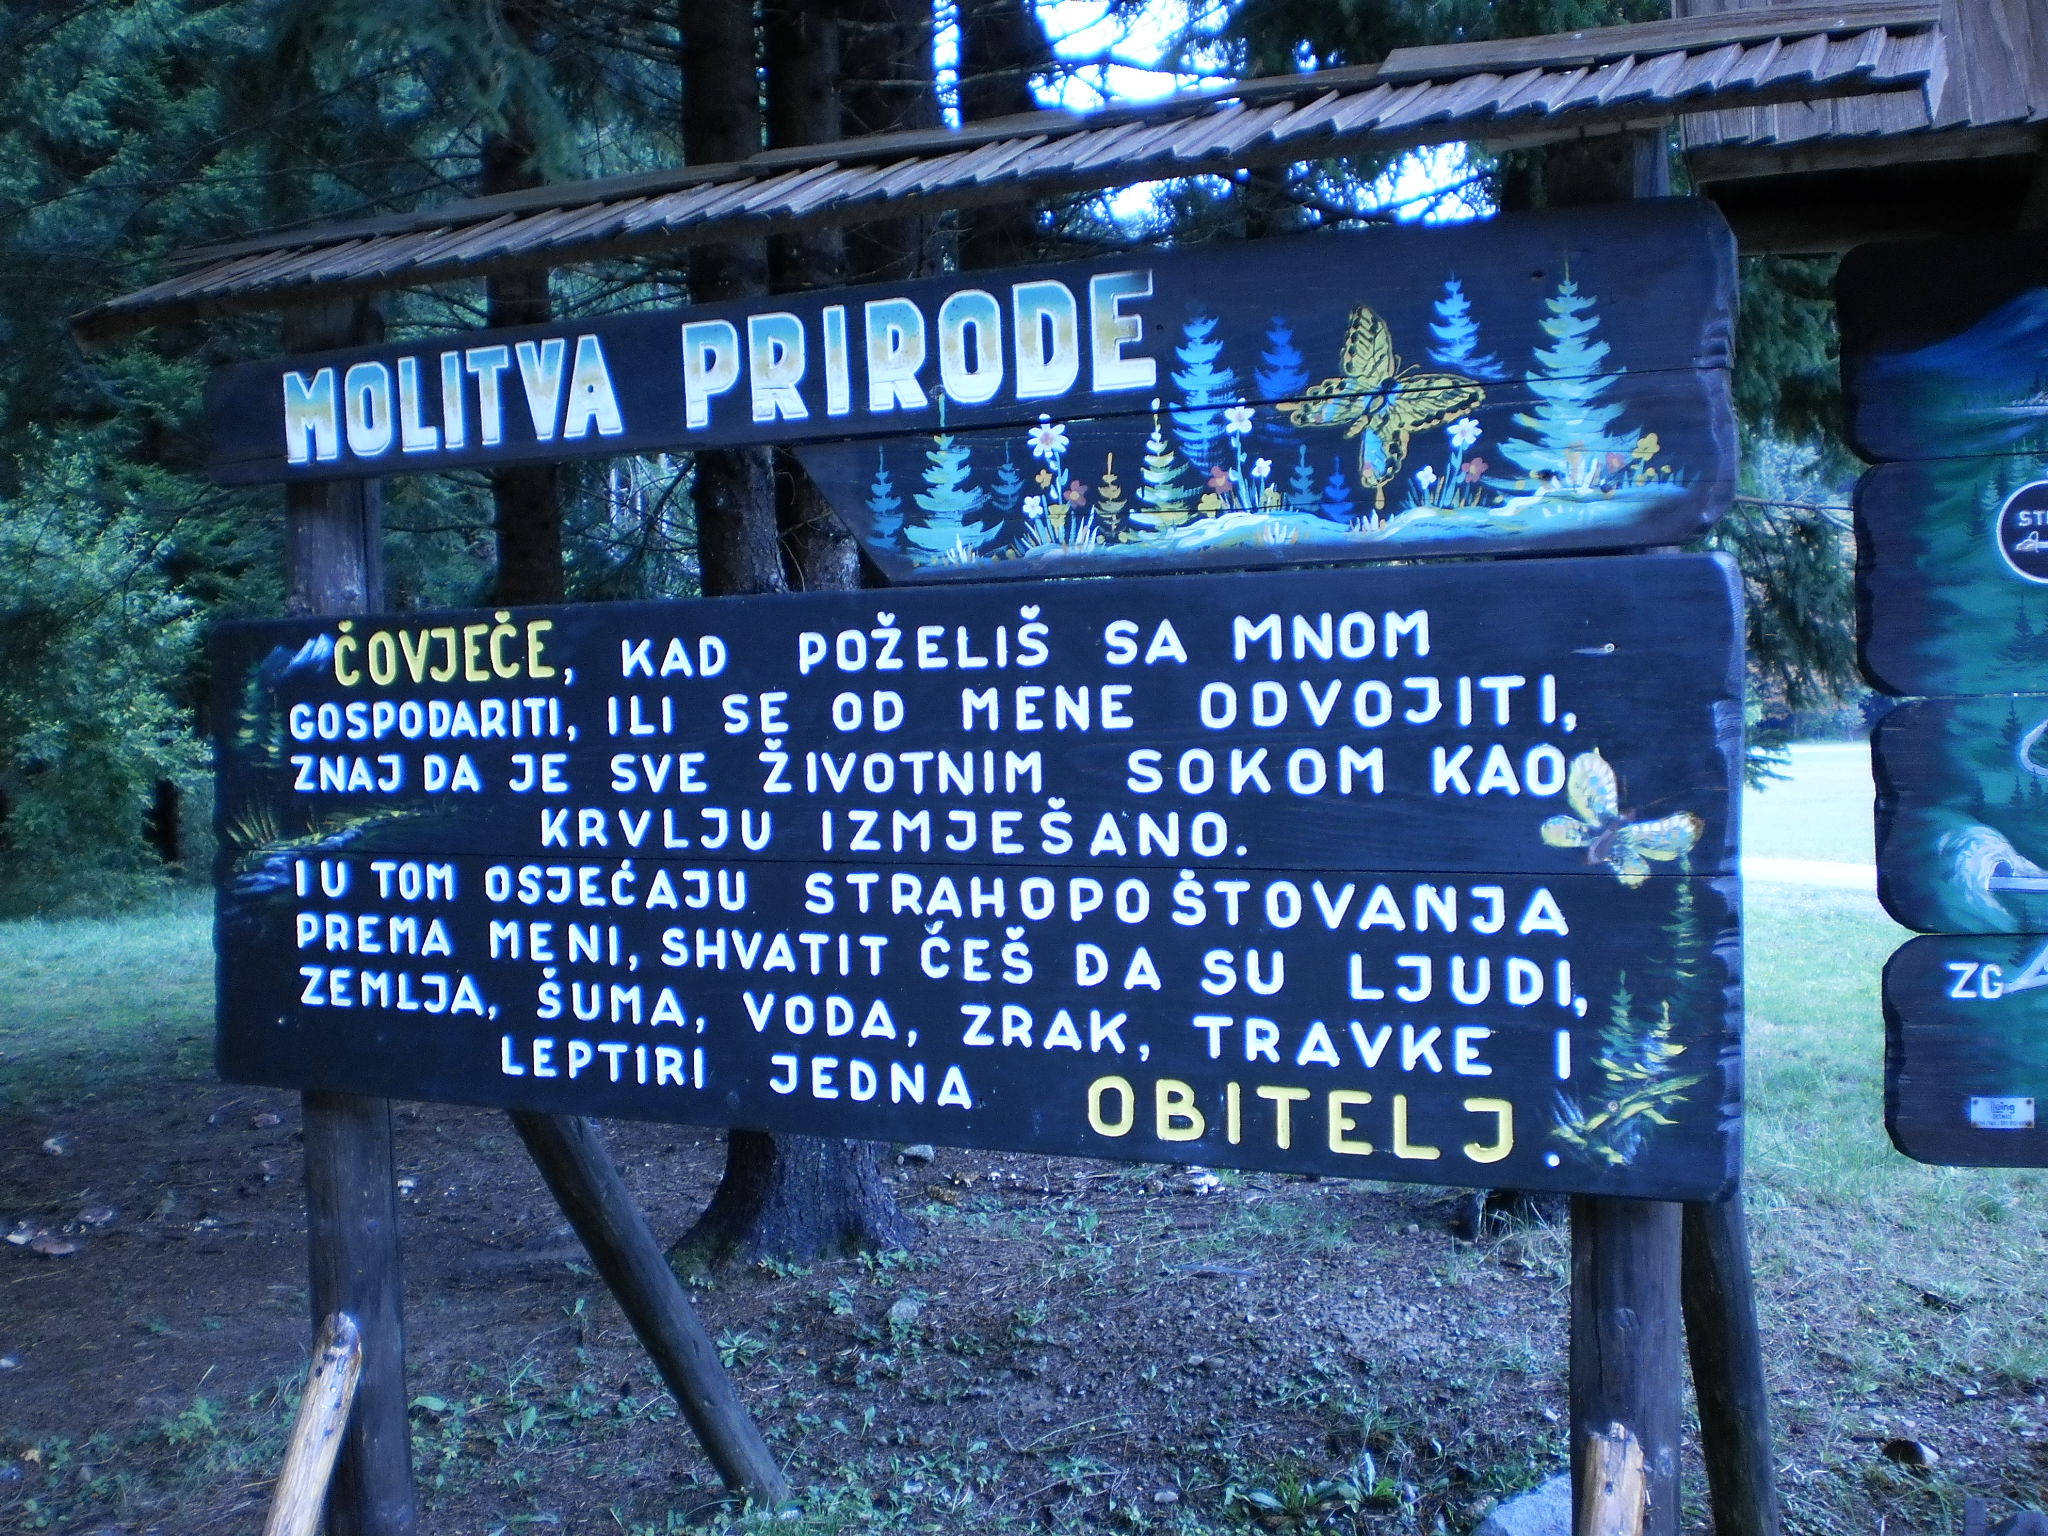 MOLITVA PRIRODE
ČOVJEČE, KAD POŽELIŠ SA MNOM
GOSPODARITI, ILI SE OD MENE ODVOJITI,
ZNAJ DA JE SVE ŽIVOTNIM SOKOM KAO
KRVLJU IZMJEŠANO.
I U TOM OSJEĆAJU STRAHOPOŠTOVANJA
PREMA MENI, SHVATIT ĆEŠ DA SU LJUDI,
ZEMLJA, ŠUMA, VODA, ZRAK, TRAVKE I
LEPTIRI JEDNA OBITELJ.
ZG